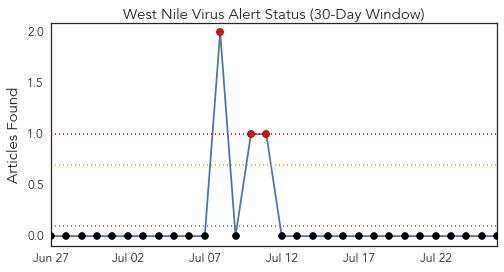 West Nile Virus Alert Status (30-Day Window)
2.0
1.5
1.0
0.5
0.0
Articles Found
Jun 27 Jul 02 Jul 07 Jul 12 Jul 17 Jul 22